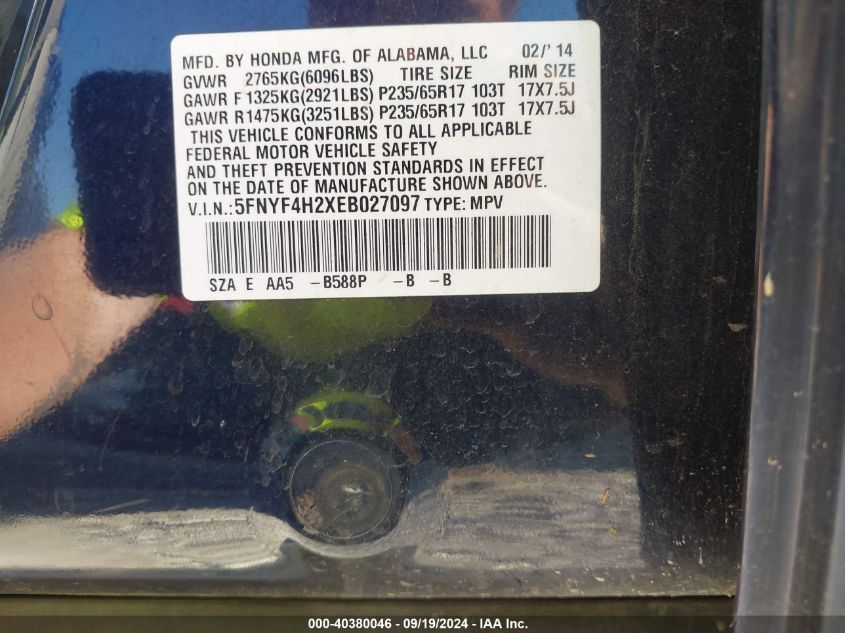 MFD. BY HONDA MFG. OF ALABAMA, LLC 02/' 14
GVWR 2765KG(6096LBS) TIRE SIZE RIM SIZE
GAWR F 1325KG(2921LBS) P235/65R17 103T 17X7.5J
GAWR R 1475KG(3251LBS) P235/65R17 103T 17X7.5J
THIS VEHICLE CONFORMS TO ALL APPLICABLE
FEDERAL MOTOR VEHICLE SAFETY
AND THEFT PREVENTION STANDARDS IN EFFECT
ON THE DATE OF MANUFACTURE SHOWN ABOVE.
V.I.N.: 5FNYF4H2XEB027097 TYPE: MPV
SZA E AA5 -B588P -B -B
000-40380046 - 09/19/2024 - IAA Inc.